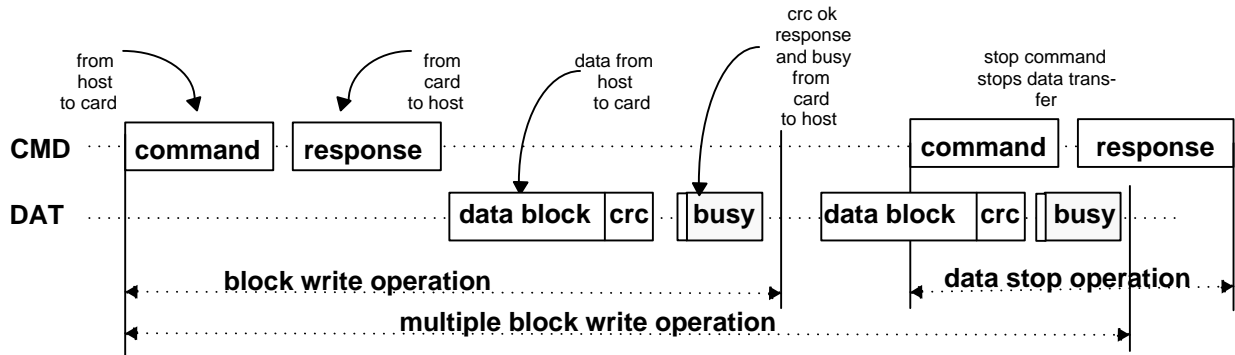 from
host
to card
from
card
to host
data from
host
to card
crc ok
response
and busy
from
card
to host
stop command
stops data trans-
fer
CMD command response command response
DAT data block crc busy data block crc busy
block write operation data stop operation
multiple block write operation